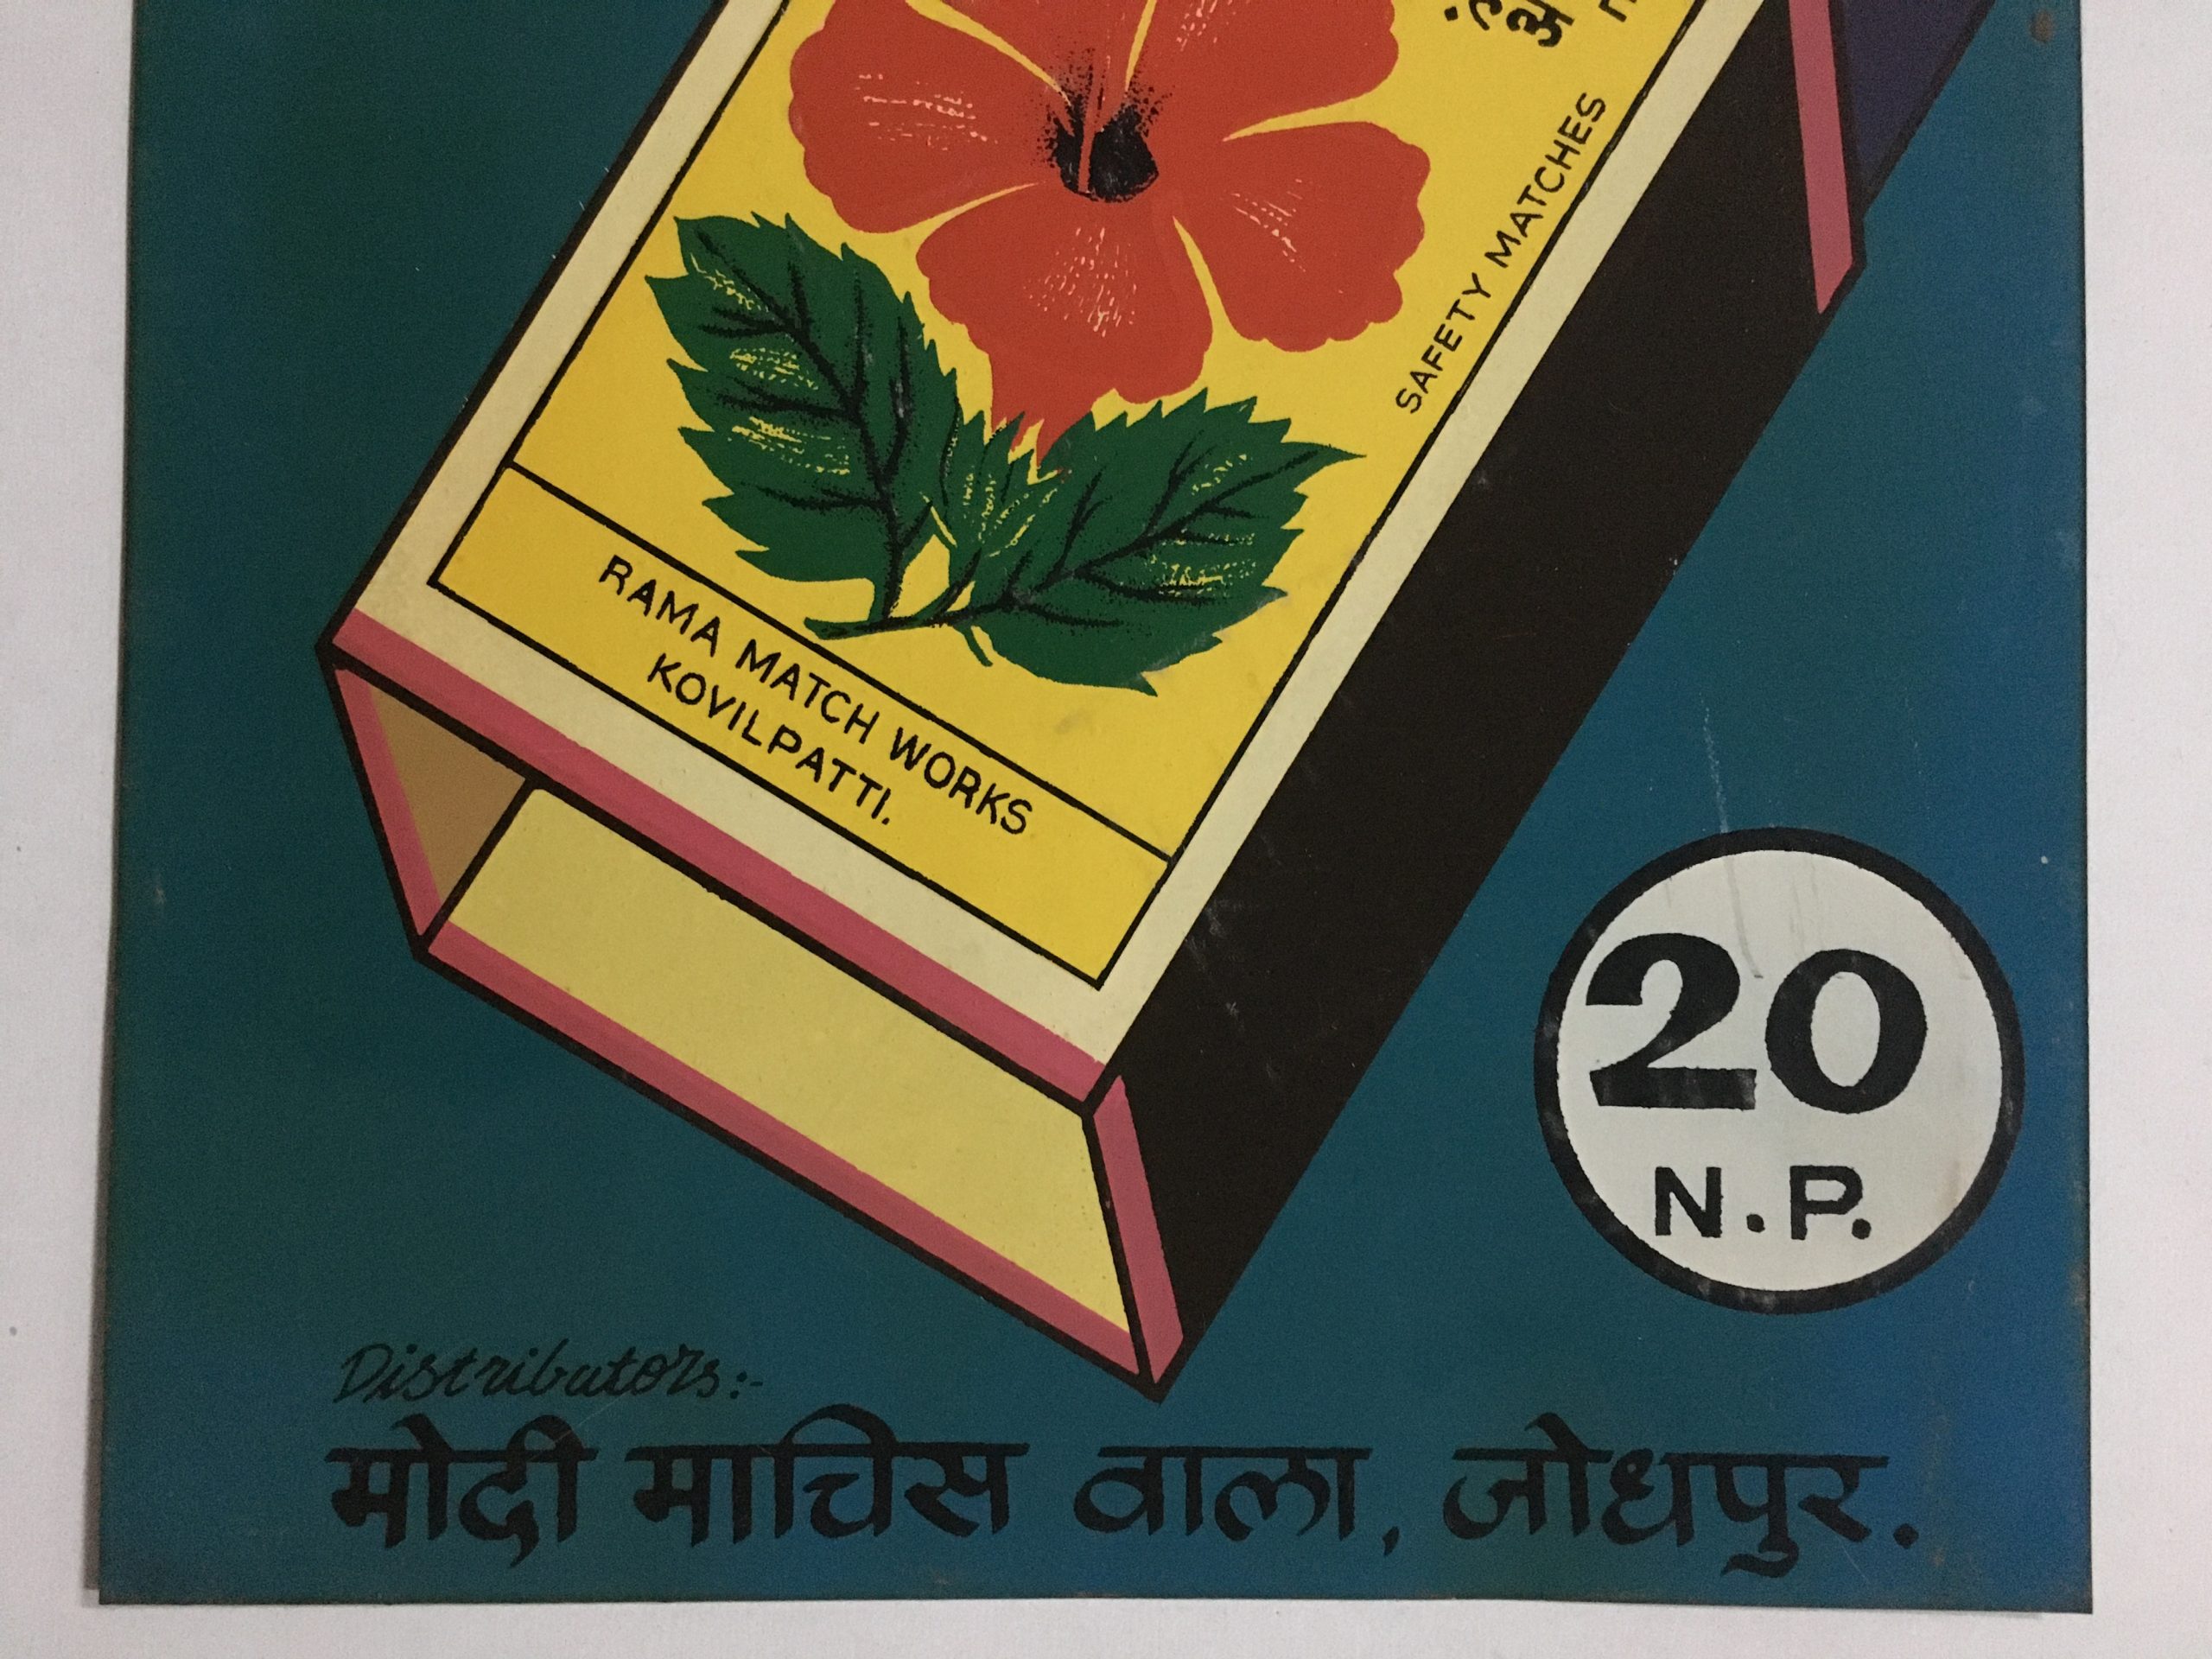 SAFETY MATCHES
RAMA MATCH WORKS
KOVILPATTI.
20
N.P.
Distributors:-
मोदी माचिस वाला, जोधपुर.